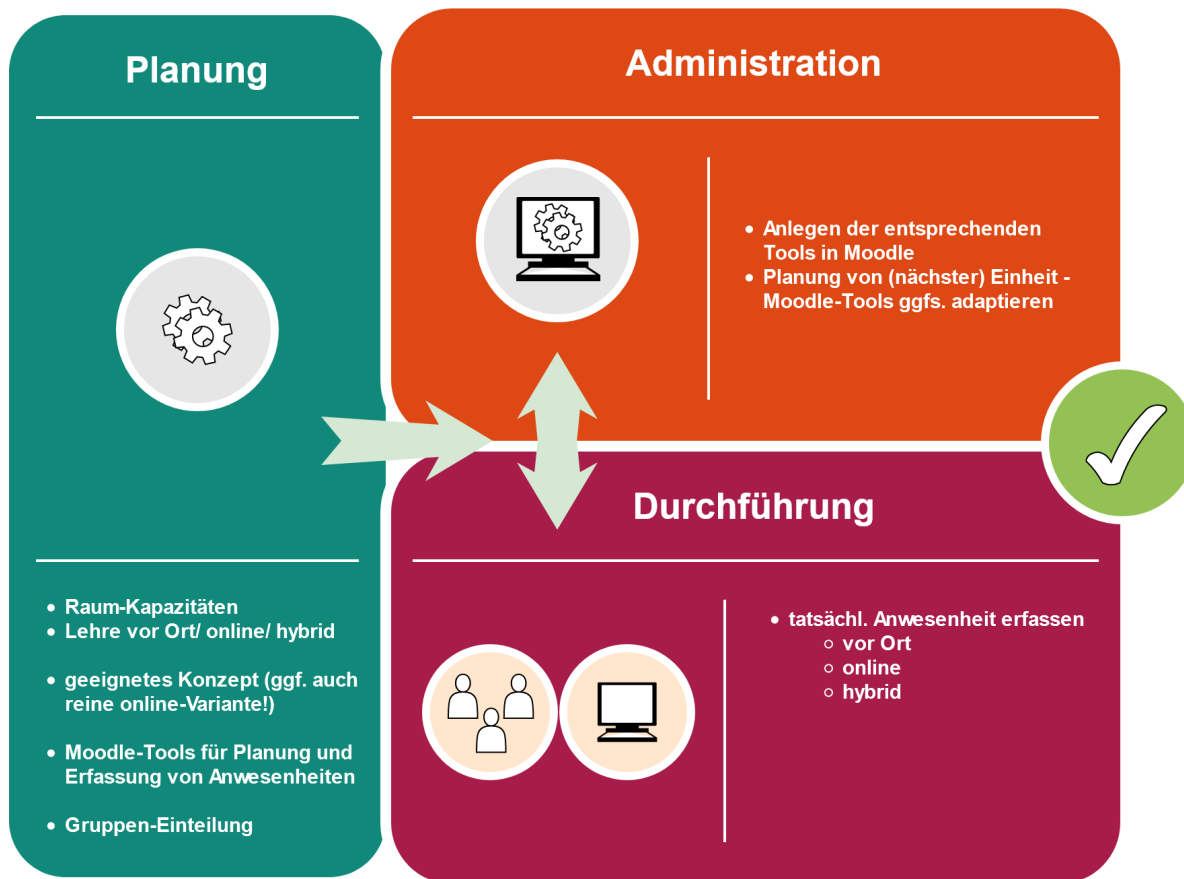 Planung
Raum-Kapazitäten
Lehre vor Ort/ online/ hybrid
geeignetes Konzept (ggf. auch
reine online-Variante!)
Moodle-Tools für Planung und
Erfassung von Anwesenheiten
Gruppen-Einteilung
Administration
Anlegen der entsprechenden
Tools in Moodle
Planung von (nächster) Einheit -
Moodle-Tools ggfs. adaptieren
Durchführung
tatsächl. Anwesenheit erfassen
vor Ort
online
hybrid